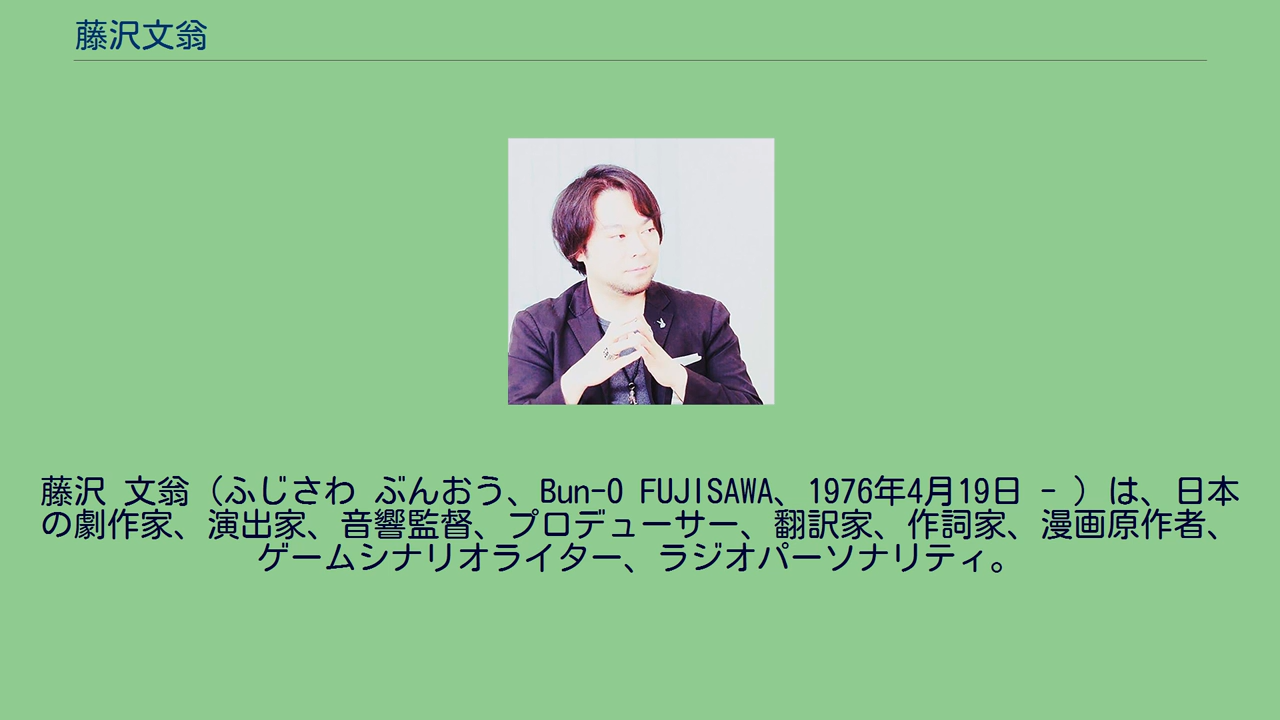 藤沢文翁
藤沢 文翁（ふじさわ ぶんおう、Bun-O FUJISAWA、1976年4月19日 - ）は、日本
の劇作家、演出家、音響監督、プロデューサー、翻訳家、作詞家、漫画原作者、
ゲームシナリオライター、ラジオパーソナリティ。